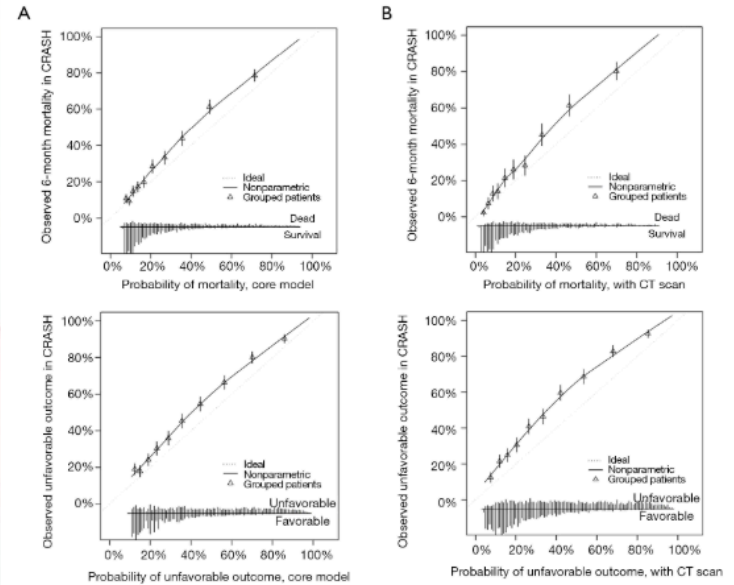 A
Observed 6-month mortality in CRASH
100%
80%
60%
40%
20%
0%
Ideal
Nonparametric
Grouped patients
Dead
Survival
0% 20% 40% 60% 80% 100%
Probability of mortality, core model
B
Observed 6-month mortality in CRASH
100%
80%
60%
40%
20%
0%
Ideal
Nonparametric
Grouped patients
Dead
Survival
0% 20% 40% 60% 80% 100%
Probability of mortality, with CT scan
Observed unfavorable outcome in CRASH
100%
80%
60%
40%
20%
0%
Ideal
Nonparametric
Grouped patients
Unfavorable
Favorable
0% 20% 40% 60% 80% 100%
Probability of unfavorable outcome, core model
Observed unfavorable outcome in CRASH
100%
80%
60%
40%
20%
0%
Ideal
Nonparametric
Grouped patients
Unfavorable
Favorable
0% 20% 40% 60% 80% 100%
Probability of unfavorable outcome, with CT scan